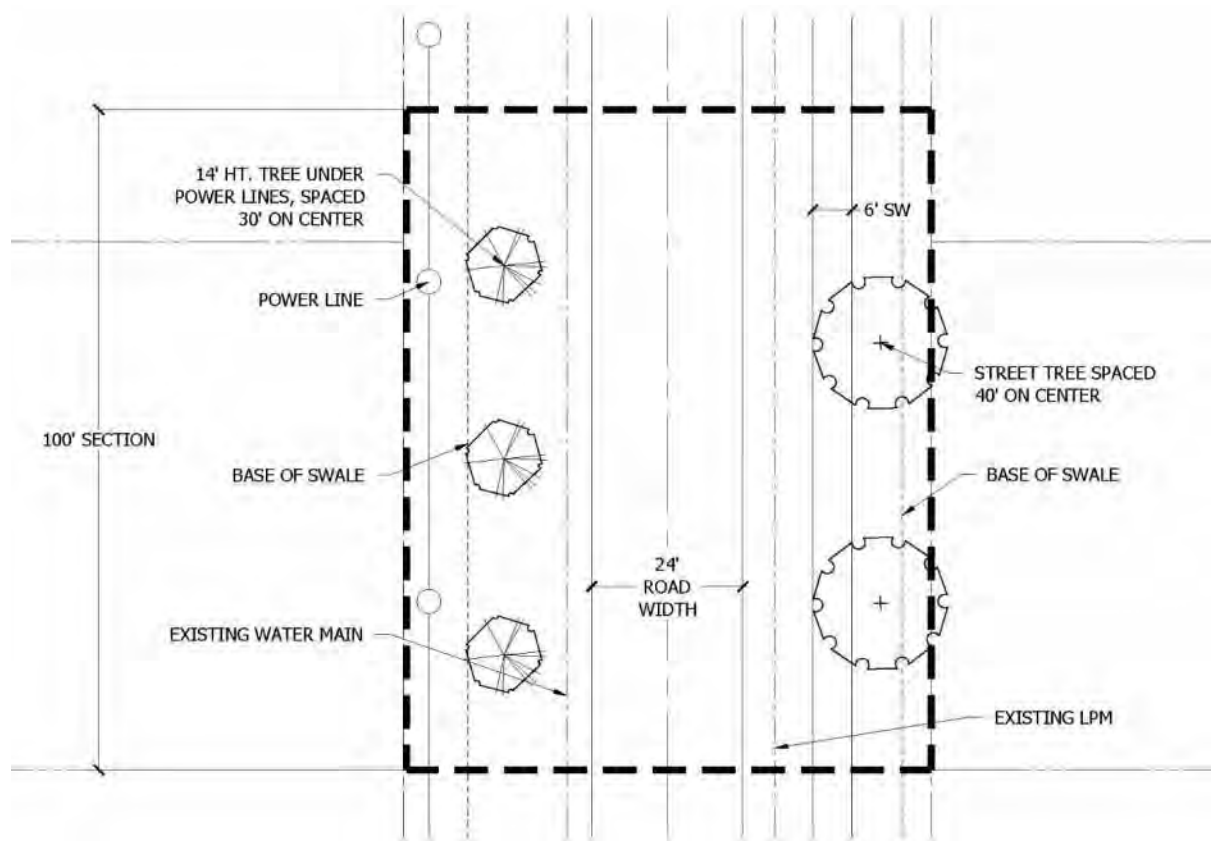 14' HT. TREE UNDER
POWER LINES, SPACED
30' ON CENTER
6' SW
POWER LINE
STREET TREE SPACED
40' ON CENTER
100' SECTION
BASE OF SWALE
BASE OF SWALE
24'
ROAD
WIDTH
EXISTING WATER MAIN
EXISTING LPM